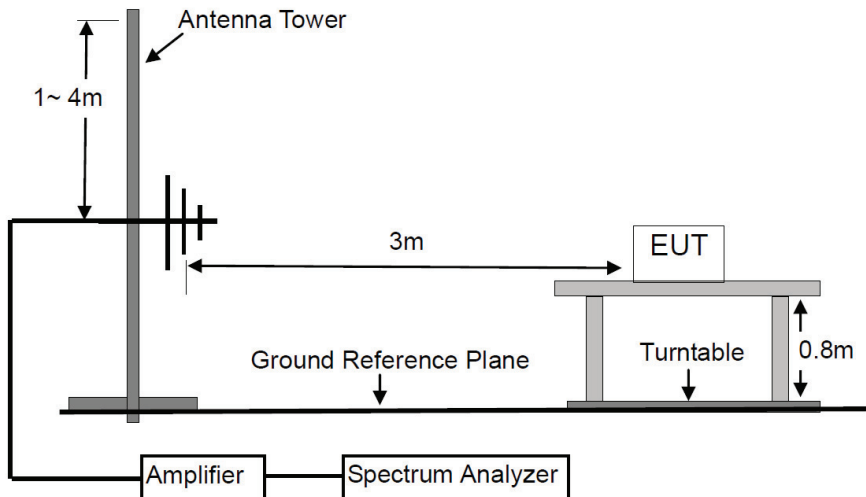 Antenna Tower
1~ 4m
3m
EUT
Ground Reference Plane
Turntable
0.8m
Amplifier
Spectrum Analyzer